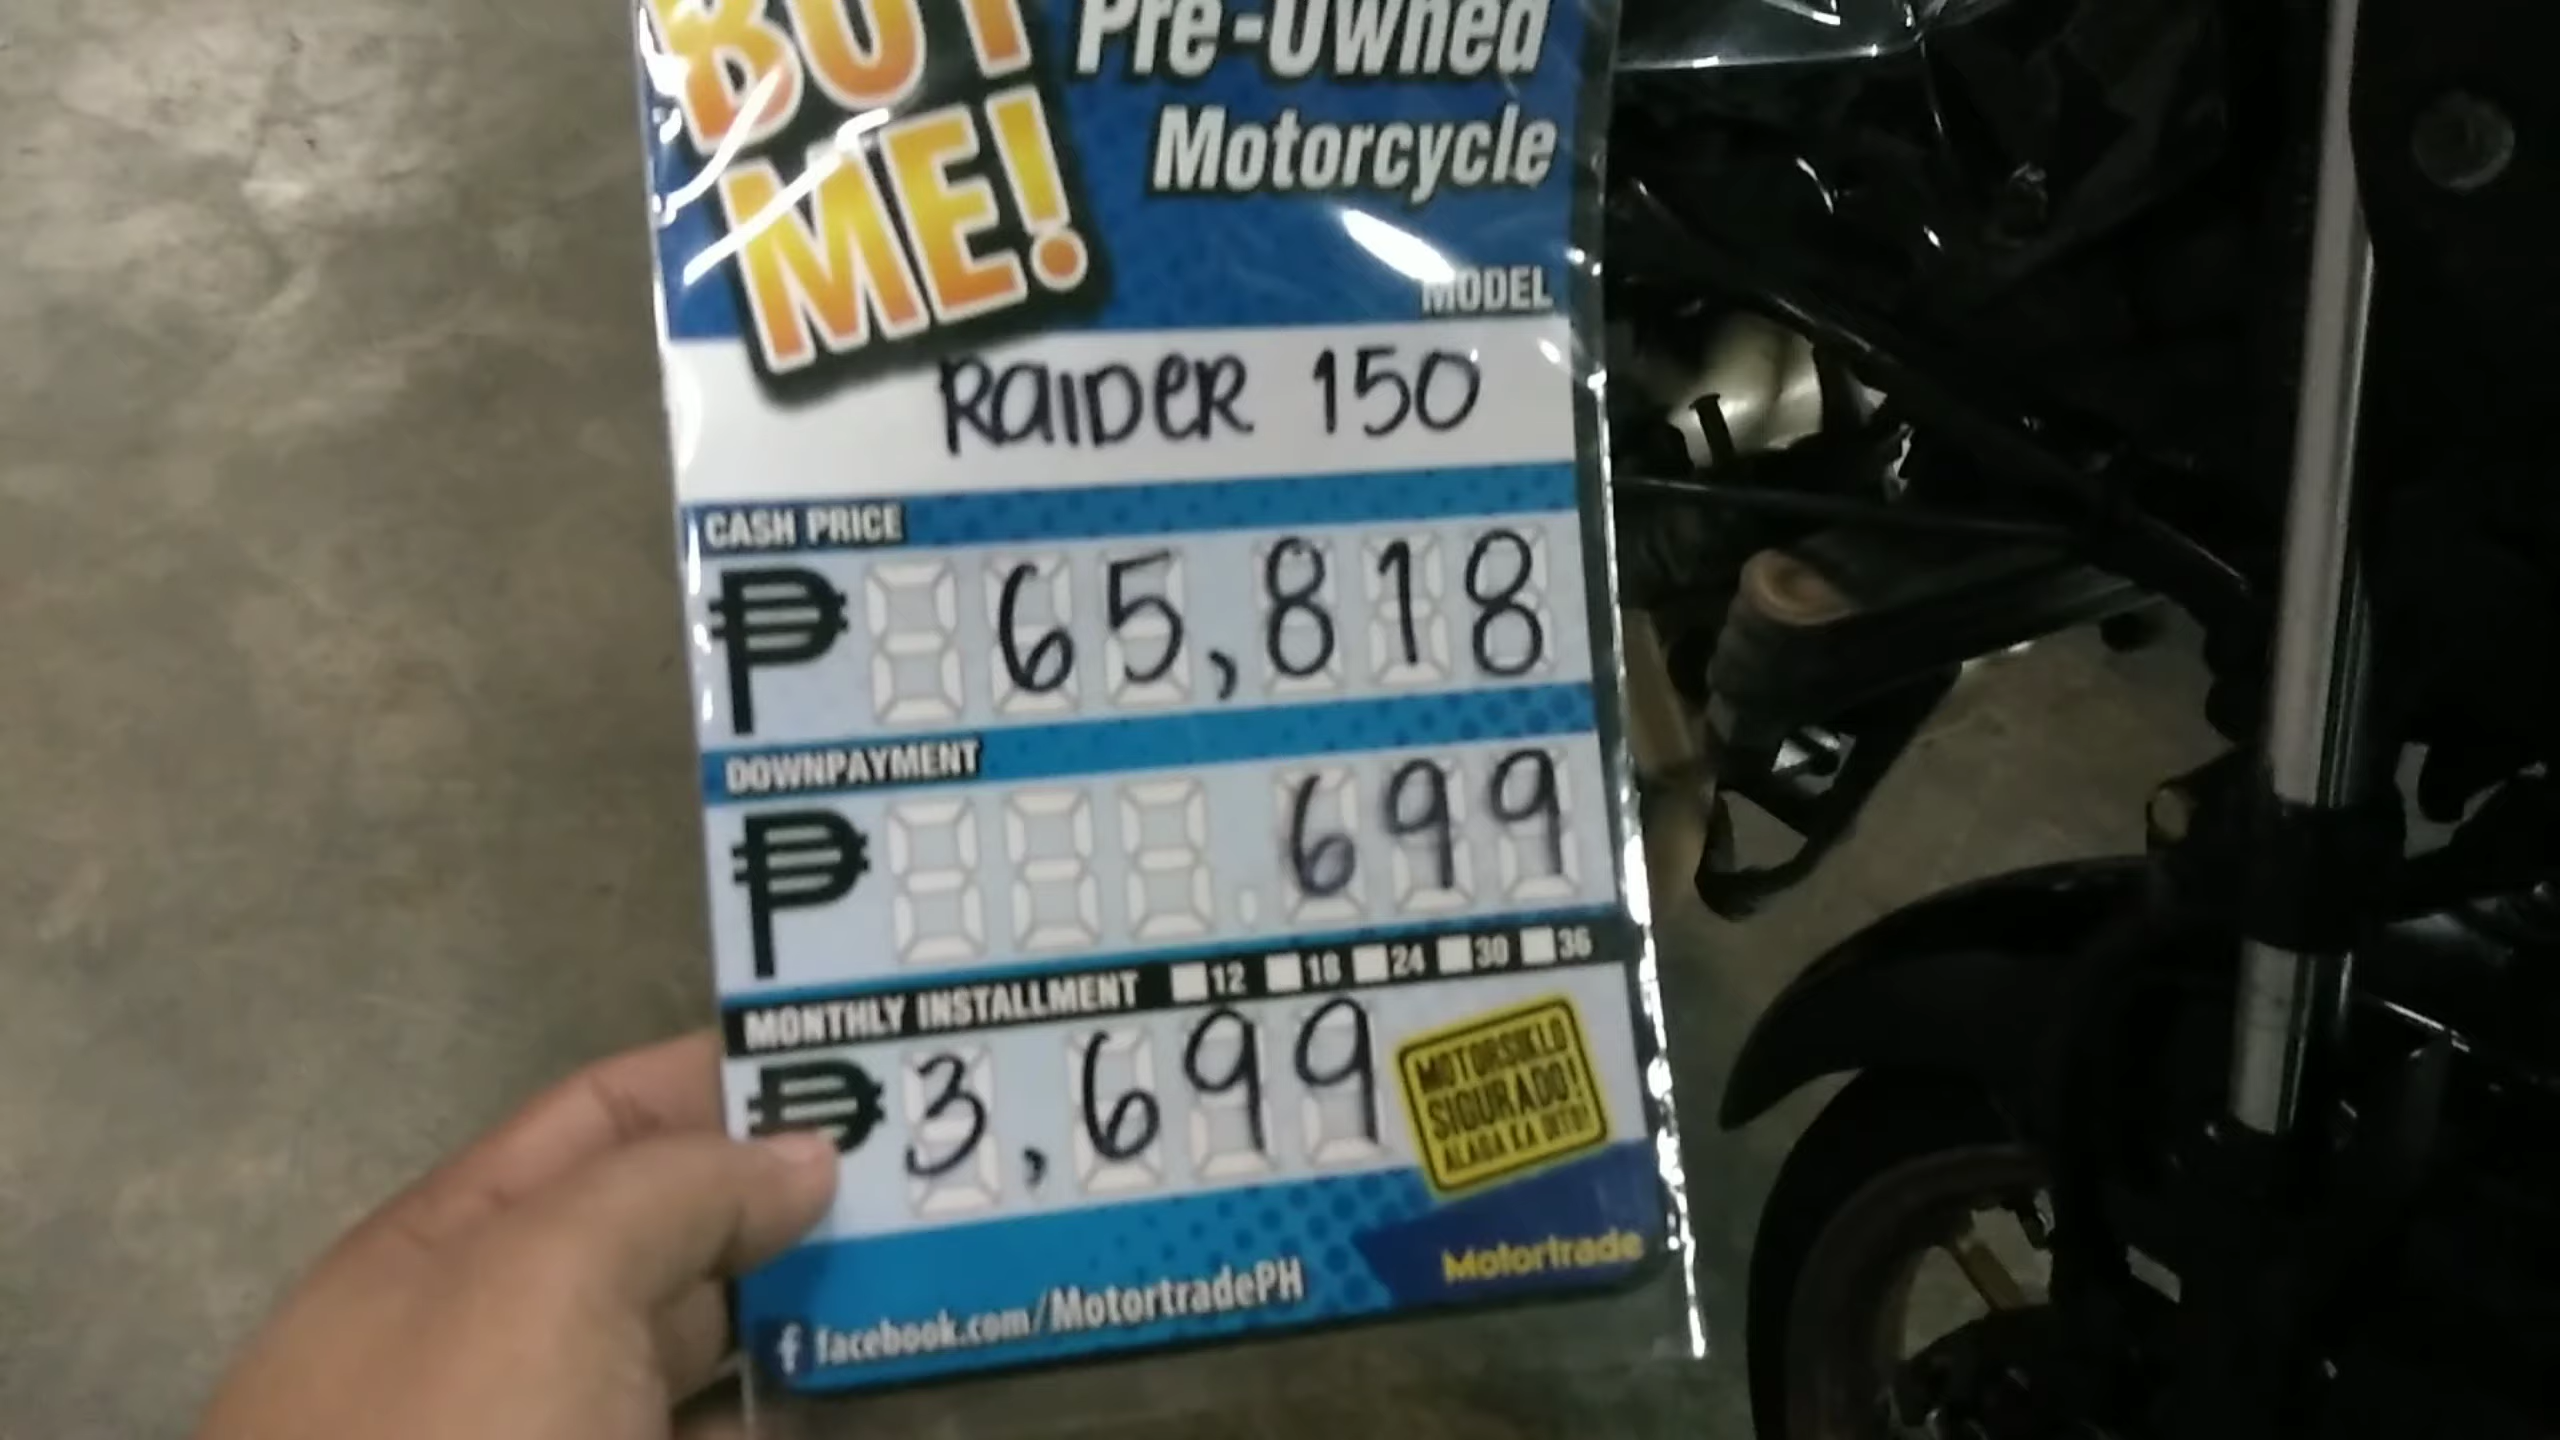 BUY
ME!
Pre-Owned
Motorcycle
MODEL
RAIDER 150
CASH PRICE
₱ 65,818
DOWNPAYMENT
₱ 699
MONTHLY INSTALLMENT 12 18 24 30 36
₱ 3,699
MOTORSIKLO
SIGURADO!
ALAGA KA DITO!
Motortrade
facebook.com/MotortradePH